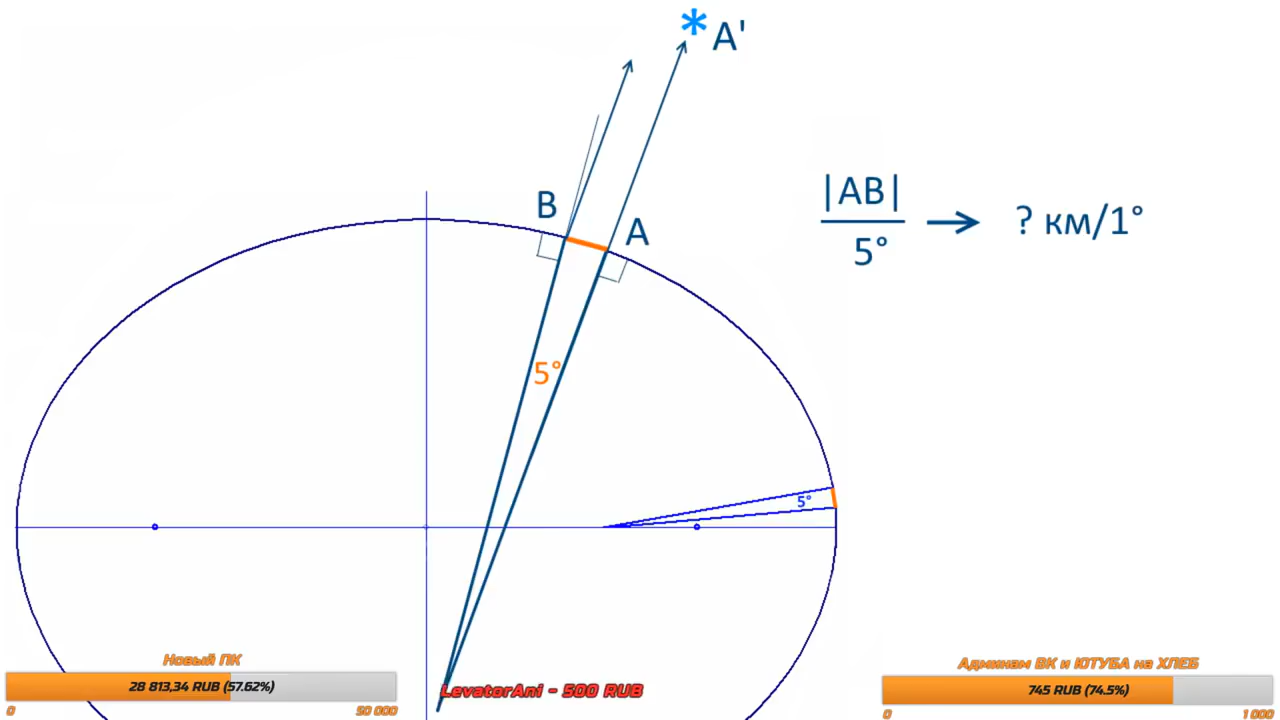 * A'
B
A
|AB|
5°
→ ? км/1°
5°
5°
Новый ПК
28 813,34 RUB (57.62%)
0
50 000
LevatorAni - 500 RUB
Админам ВК и ЮТУБА на ХЛЕБ
745 RUB (74.5%)
0
1 000